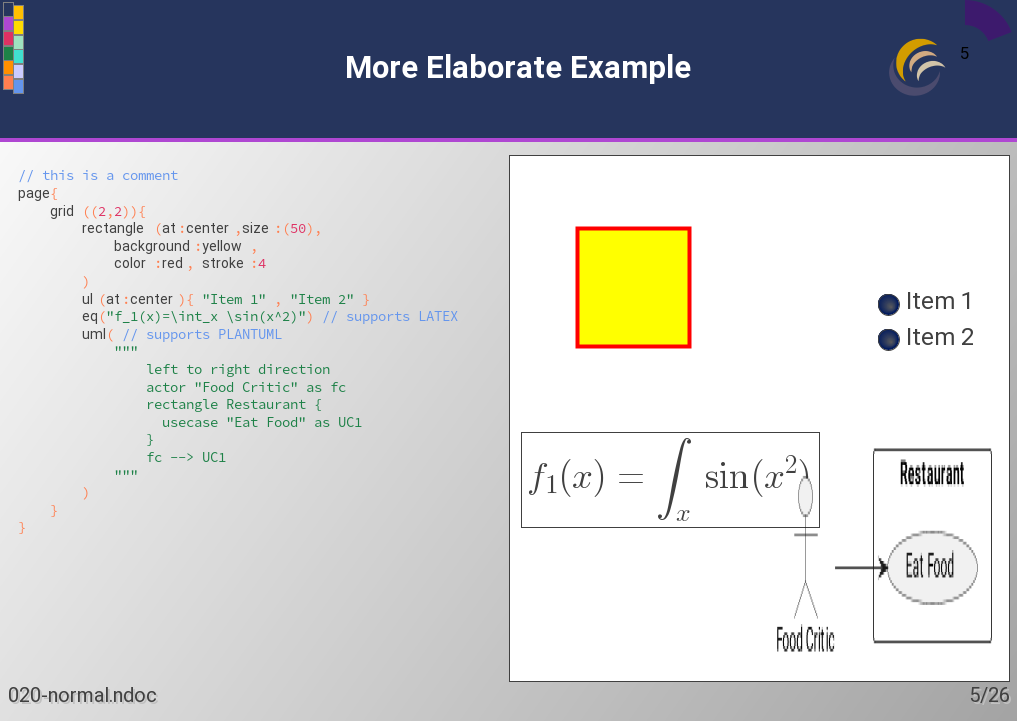 5
More Elaborate Example
// this is a comment
page{
    grid ((2,2)){
        rectangle (at:center ,size :(50),
            background :yellow ,
            color :red , stroke :4
        )
        ul (at:center ){ "Item 1" , "Item 2" }
        eq("f_1(x)=\int_x \sin(x^2)") // supports LATEX
        uml( // supports PLANTUML
            """
                left to right direction
                actor "Food Critic" as fc
                rectangle Restaurant {
                  usecase "Eat Food" as UC1
                }
                fc --> UC1
            """
        )
    }
}
Item 1
Item 2
f₁(x) = ∫ₓ sin(x²)
Restaurant
Eat Food
Food Critic
020-normal.ndoc
5/26